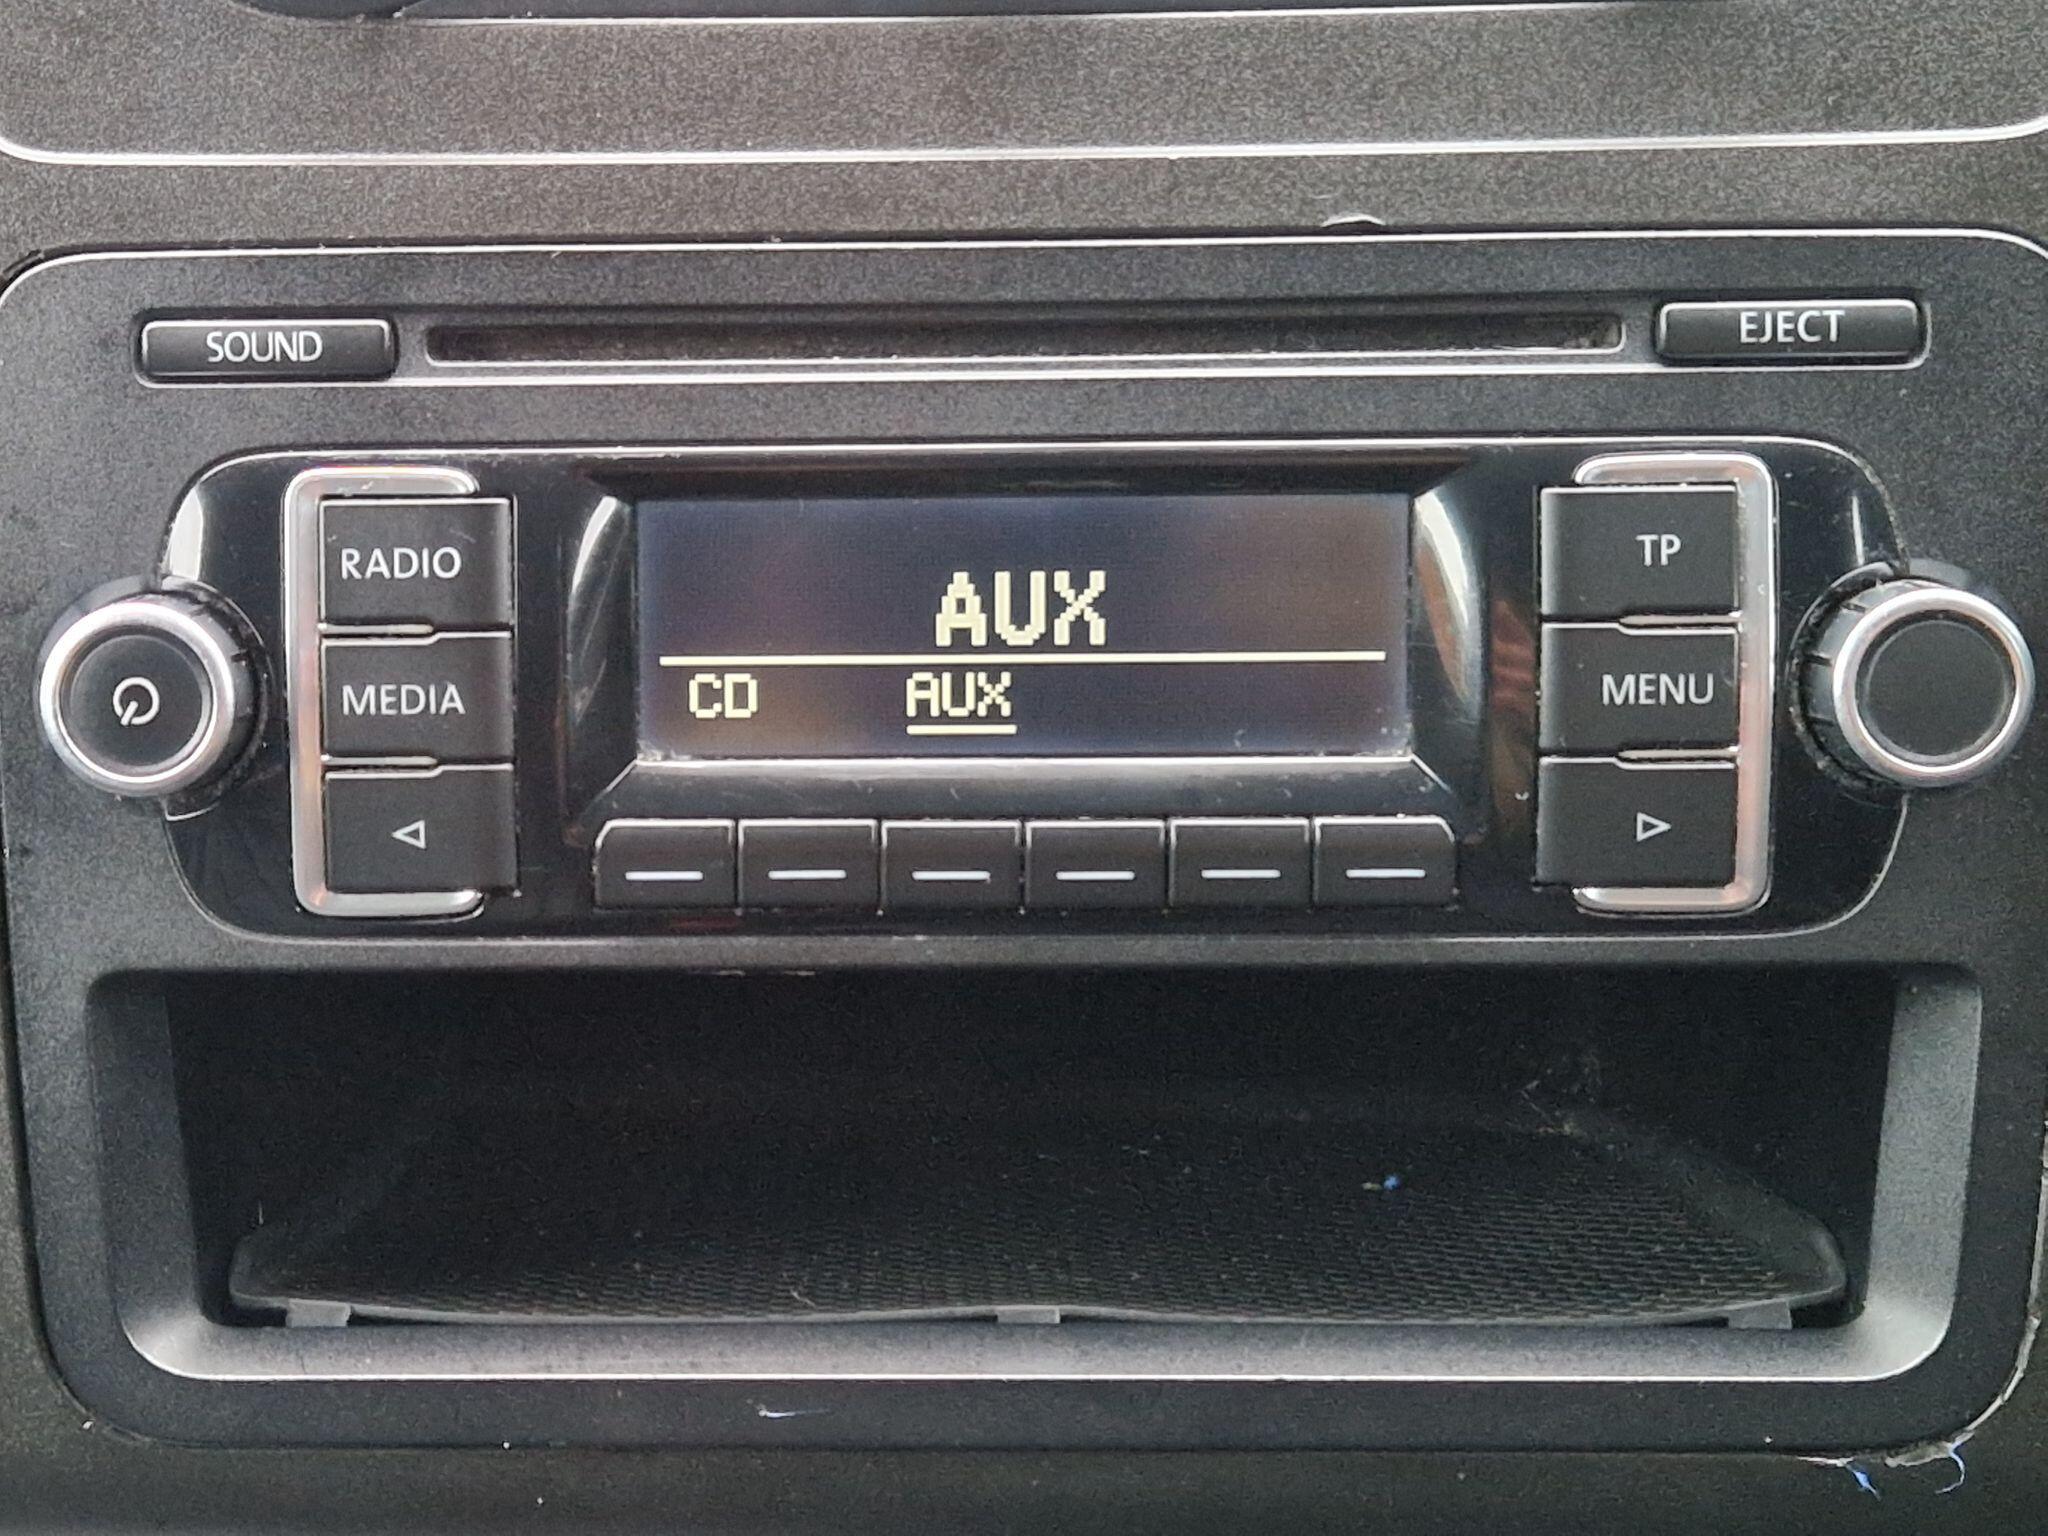 SOUND
EJECT
RADIO
TP
AUX
MEDIA
CD AUX
MENU